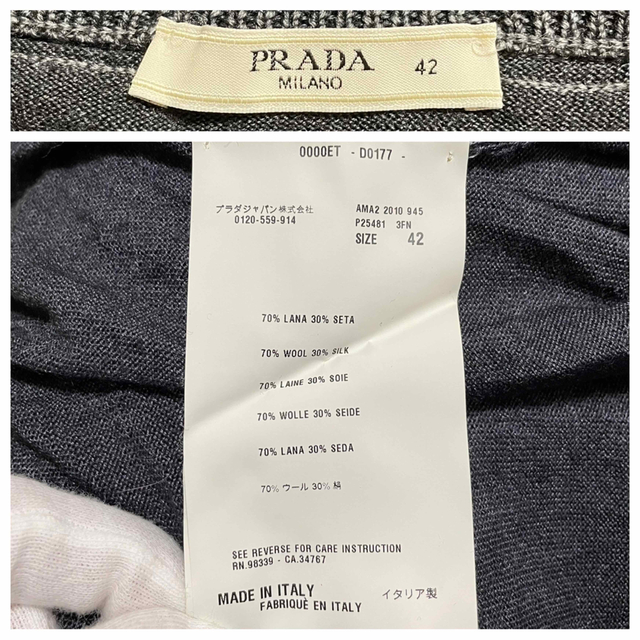 PRADA
MILANO
42
0000ET - D0177 -
プラダジャパン株式会社
0120-559-914
AMA2 2010 945
P25481 3FN
SIZE 42
70% LANA 30% SETA
70% WOOL 30% SILK
70% LAINE 30% SOIE
70% WOLLE 30% SEIDE
70% LANA 30% SEDA
70% ウール 30% 絹
SEE REVERSE FOR CARE INSTRUCTION
RN.98339 - CA.34767
MADE IN ITALY
FABRIQUÈ EN ITALY
イタリア製